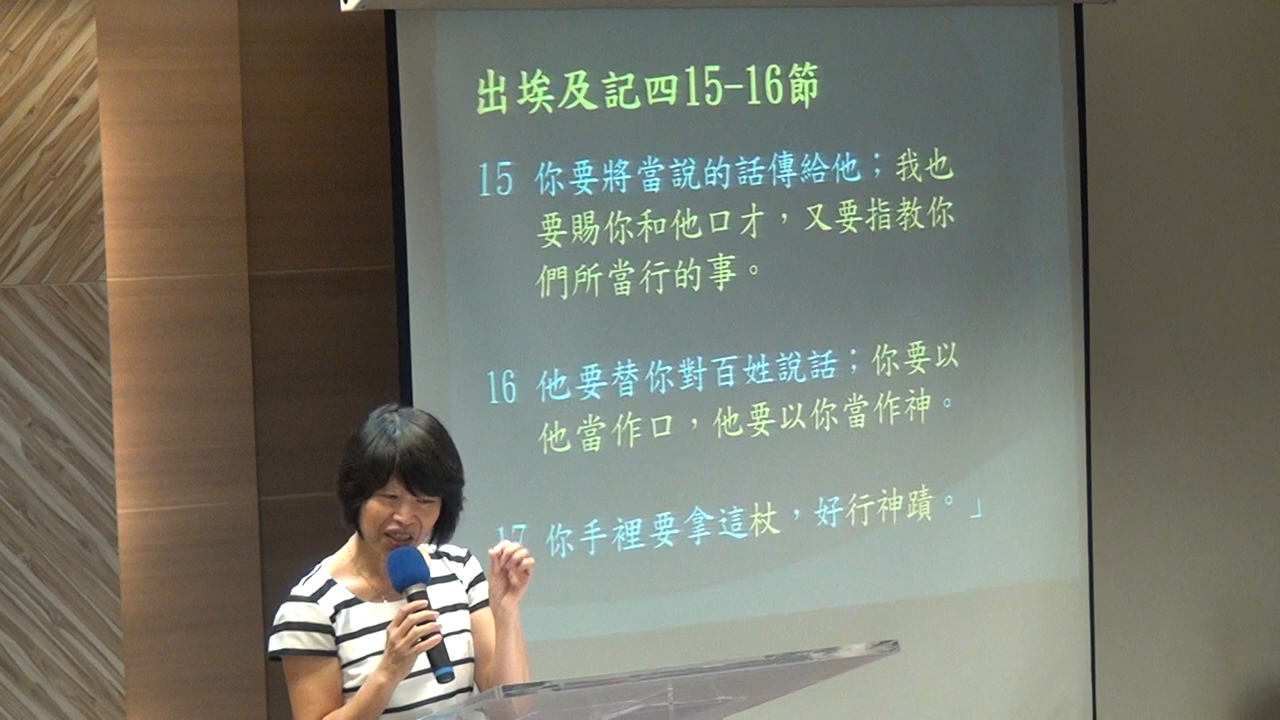 出埃及記四15-16節
15 你要將當說的話傳給他；我也
要賜你和他口才，又要指教你
們所當行的事。
16 他要替你對百姓說話；你要以
他當作口，他要以你當作神。
17 你手裡要拿這杖，好行神蹟。」